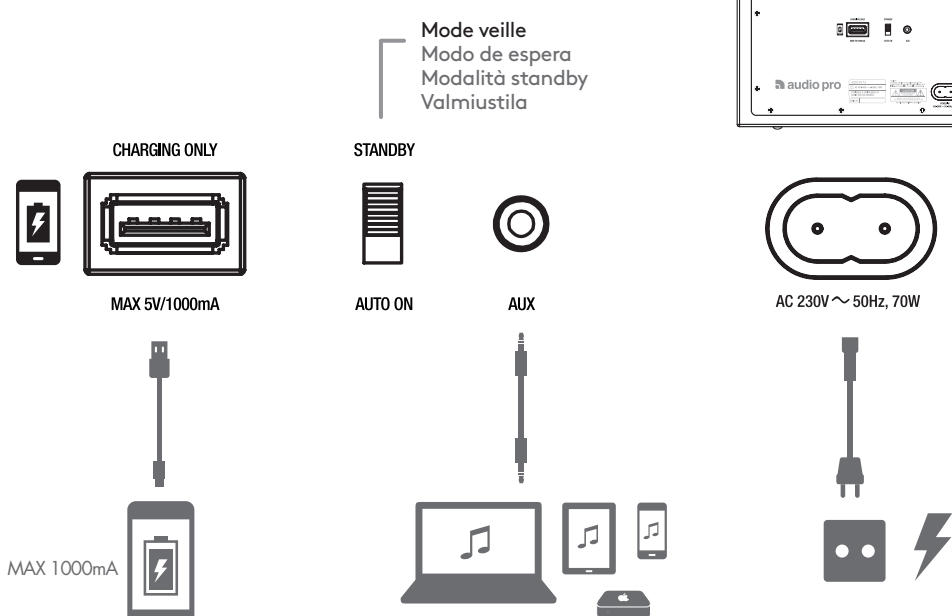 Mode veille
Modo de espera
Modalità standby
Valmiustila
audio pro
CHARGING ONLY
STANDBY
MAX 5V/1000mA
AUTO ON
AUX
AC 230V ~ 50Hz, 70W
MAX 1000mA